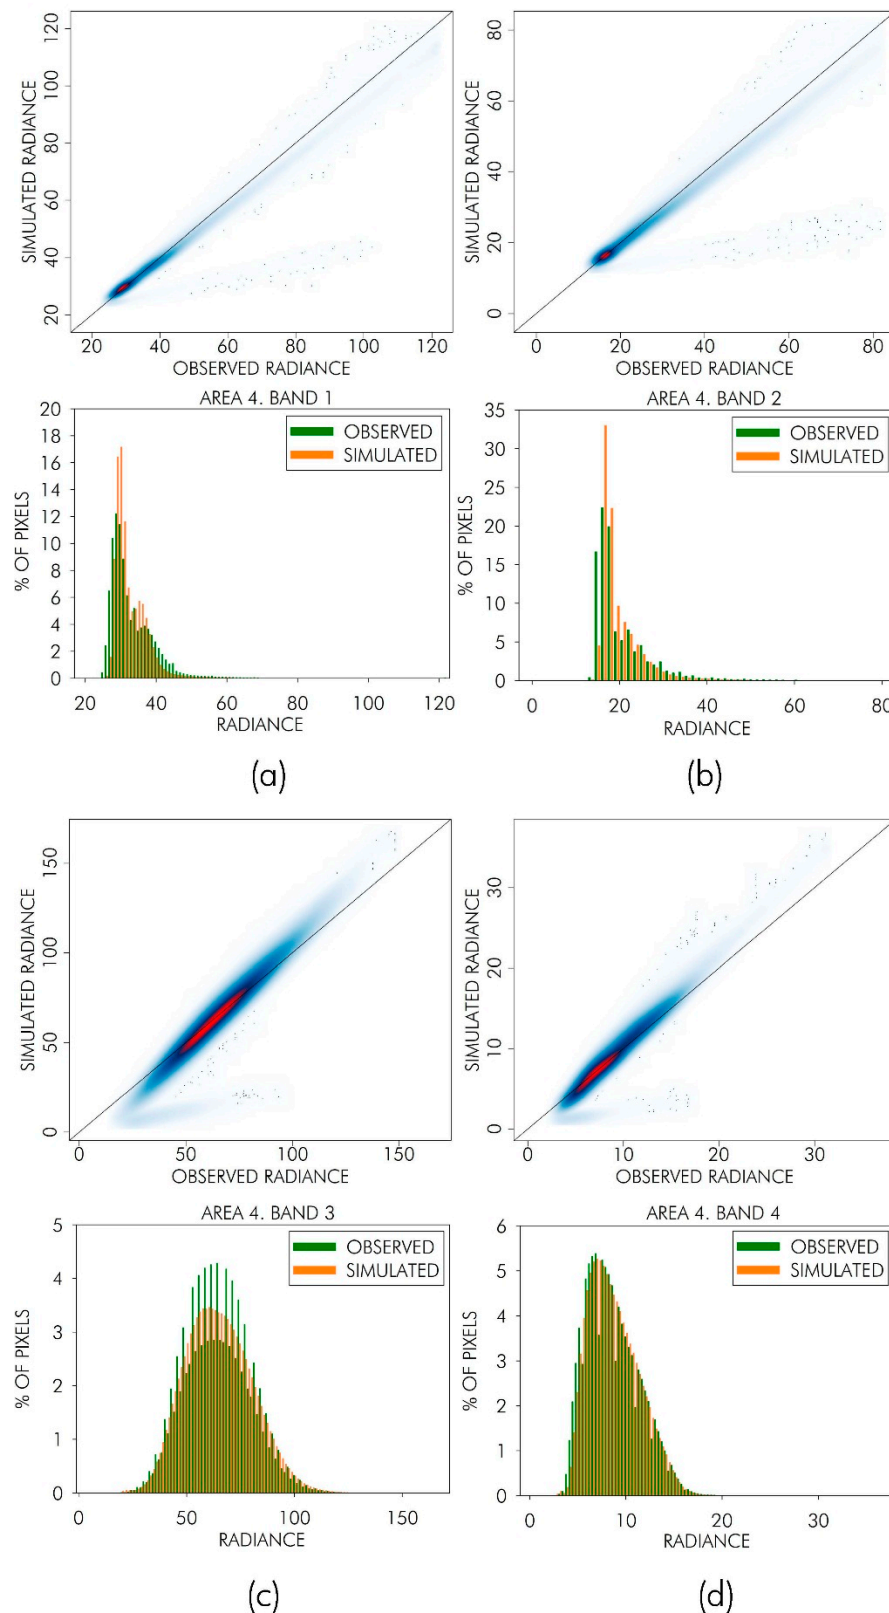 SIMULATED RADIANCE
120
100
80
60
40
20
20 40 60 80 100 120
OBSERVED RADIANCE
SIMULATED RADIANCE
80
60
40
20
0
0 20 40 60 80
OBSERVED RADIANCE
AREA 4. BAND 1
% OF PIXELS
20
18
16
14
12
10
8
6
4
2
0
OBSERVED
SIMULATED
20 40 60 80 100 120
RADIANCE
(a)
AREA 4. BAND 2
% OF PIXELS
35
30
25
20
15
10
5
0
OBSERVED
SIMULATED
0 20 40 60 80
RADIANCE
(b)
SIMULATED RADIANCE
150
100
50
0
0 50 100 150
OBSERVED RADIANCE
SIMULATED RADIANCE
30
20
10
0
0 10 20 30
OBSERVED RADIANCE
AREA 4. BAND 3
% OF PIXELS
5
4
3
2
1
0
OBSERVED
SIMULATED
0 50 100 150
RADIANCE
(c)
AREA 4. BAND 4
% OF PIXELS
6
5
4
3
2
1
0
OBSERVED
SIMULATED
0 10 20 30
RADIANCE
(d)